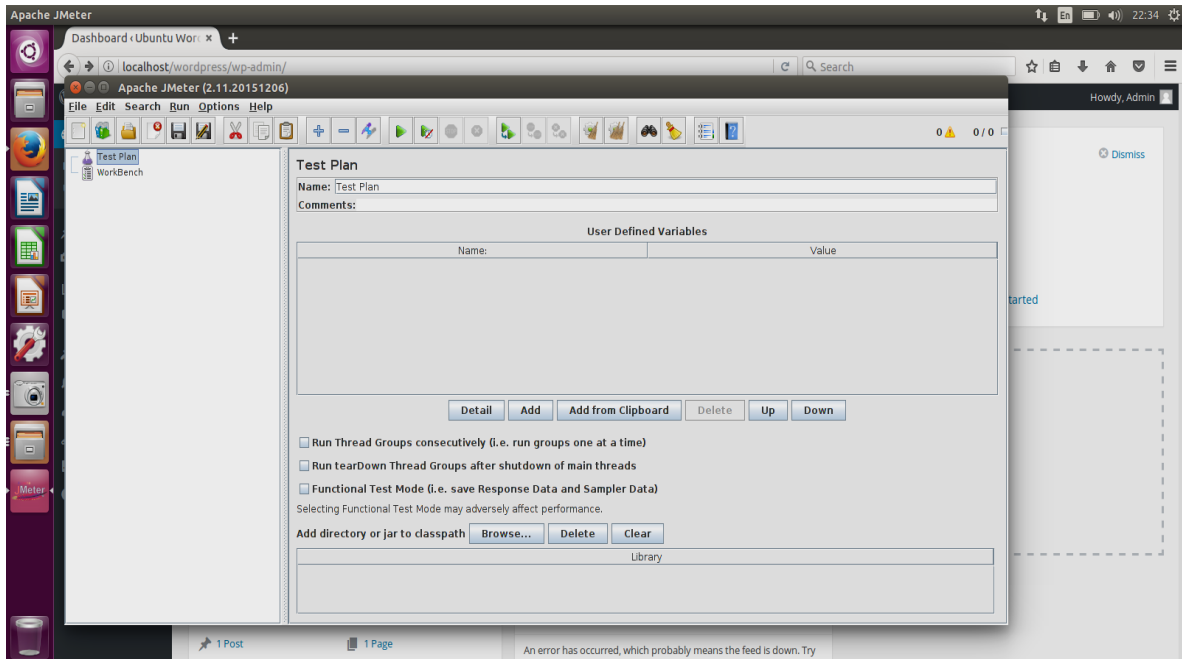 Apache JMeter
En
22:34
Dashboard ‹ Ubuntu Wor
localhost/wordpress/wp-admin/
Search
Howdy, Admin
Apache JMeter (2.11.20151206)
File Edit Search Run Options Help
0
0 / 0
Test Plan
WorkBench
Test Plan
Name: Test Plan
Comments:
User Defined Variables
Name: Value
Detail Add Add from Clipboard Delete Up Down
Run Thread Groups consecutively (i.e. run groups one at a time)
Run tearDown Thread Groups after shutdown of main threads
Functional Test Mode (i.e. save Response Data and Sampler Data)
Selecting Functional Test Mode may adversely affect performance.
Add directory or jar to classpath Browse... Delete Clear
Library
Dismiss
tarted
JMeter
1 Post 1 Page
An error has occurred, which probably means the feed is down. Try